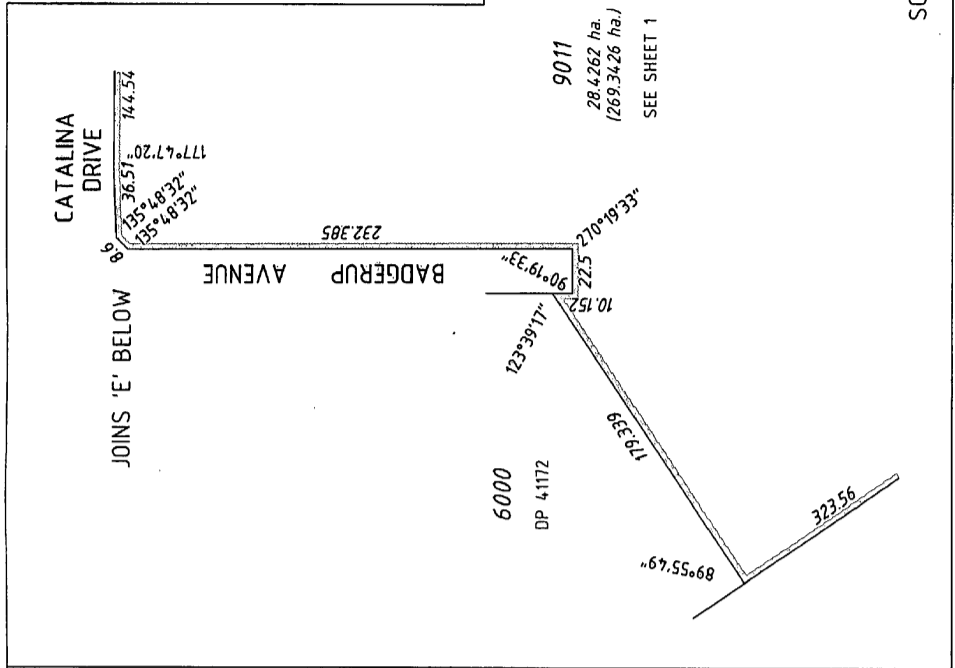 CATALINA
DRIVE
36.51
144.54
177°47'20"
135°48'32"
135°48'32"
9.8
JOINS 'E' BELOW
232.385
BADGERUP AVENUE
9011
28.4262 ha.
(269.3426 ha.)
SEE SHEET 1
270°19'33"
90°19'33"
22.5
10.152
123°39'17"
179.339
6000
DP 41172
89°55'49"
323.56